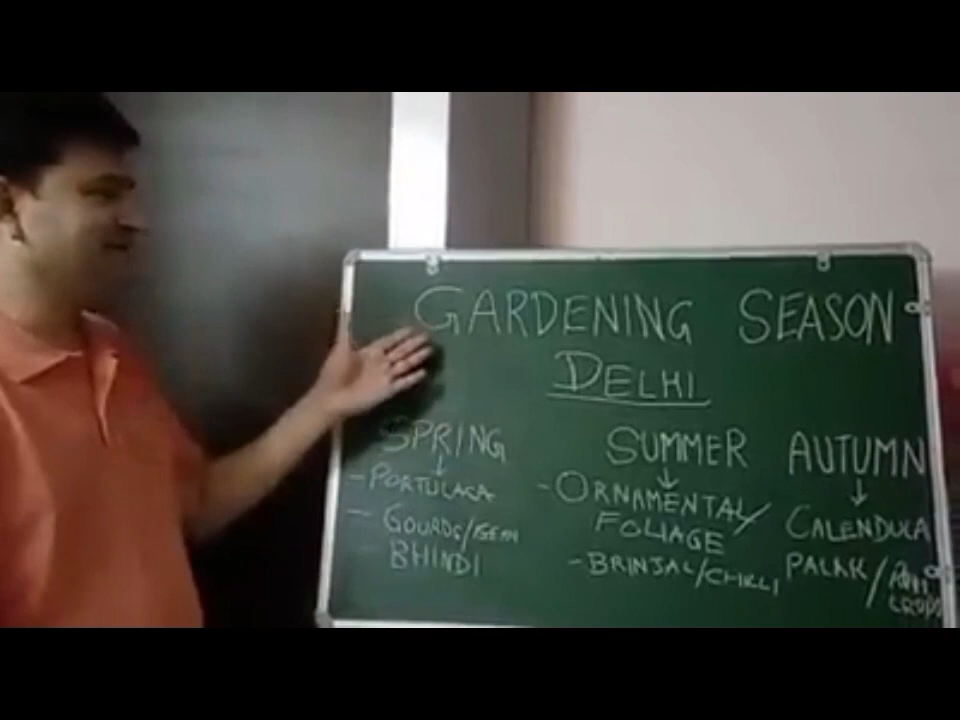 GARDENING SEASON
DELHI
SPRING
↓
- PORTULACA
- GOURDS/
BHINDI
SUMMER
↓
- ORNAMENTAL/
FOLIAGE
- BRINJAL/CHILLI
AUTUMN
↓
CALENDULA
PALAK/
CROPS